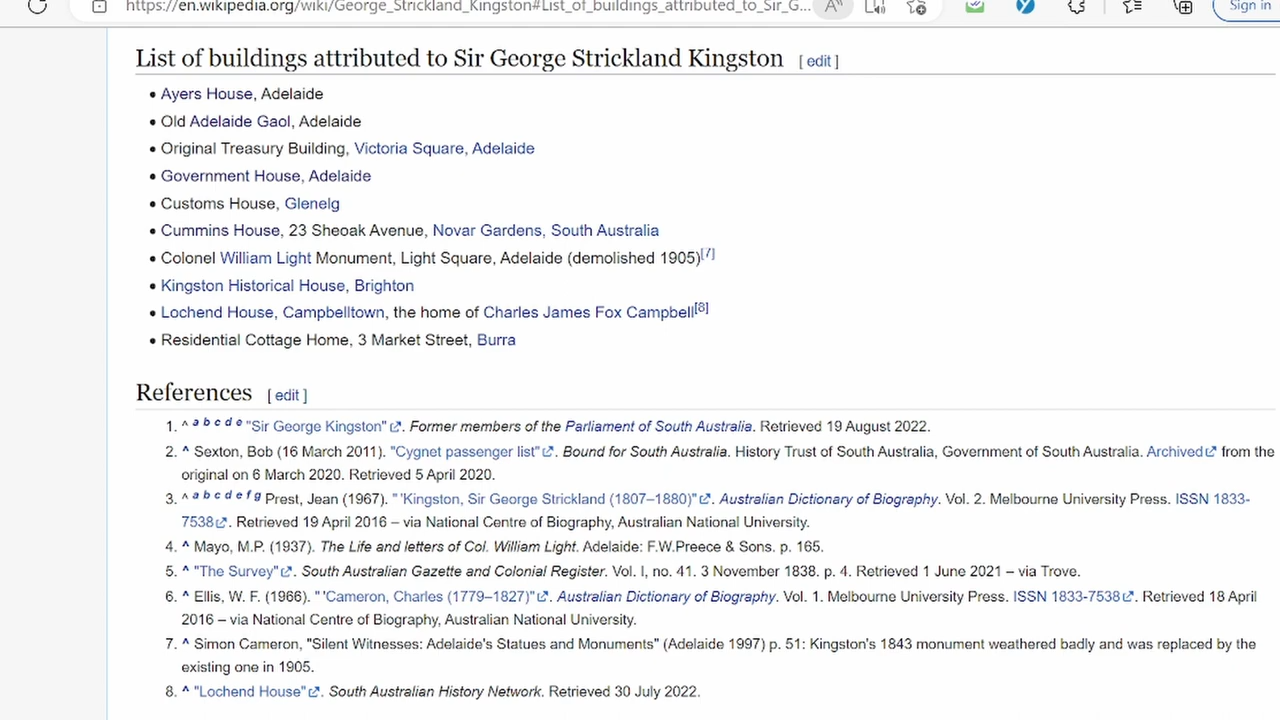 https://en.wikipedia.org/wiki/George_Strickland_Kingston#List_of_buildings_attributed_to_Sir_G...
Sign in
List of buildings attributed to Sir George Strickland Kingston [ edit ]
• Ayers House, Adelaide
• Old Adelaide Gaol, Adelaide
• Original Treasury Building, Victoria Square, Adelaide
• Government House, Adelaide
• Customs House, Glenelg
• Cummins House, 23 Sheoak Avenue, Novar Gardens, South Australia
• Colonel William Light Monument, Light Square, Adelaide (demolished 1905)[7]
• Kingston Historical House, Brighton
• Lochend House, Campbelltown, the home of Charles James Fox Campbell[8]
• Residential Cottage Home, 3 Market Street, Burra
References [ edit ]
1. ^ a b c d e "Sir George Kingston". Former members of the Parliament of South Australia. Retrieved 19 August 2022.
2. ^ Sexton, Bob (16 March 2011). "Cygnet passenger list". Bound for South Australia. History Trust of South Australia, Government of South Australia. Archived from the
original on 6 March 2020. Retrieved 5 April 2020.
3. ^ a b c d e f g Prest, Jean (1967). "'Kingston, Sir George Strickland (1807–1880)". Australian Dictionary of Biography. Vol. 2. Melbourne University Press. ISSN 1833-
7538. Retrieved 19 April 2016 – via National Centre of Biography, Australian National University.
4. ^ Mayo, M.P. (1937). The Life and letters of Col. William Light. Adelaide: F.W.Preece & Sons. p. 165.
5. ^ "The Survey". South Australian Gazette and Colonial Register. Vol. I, no. 41. 3 November 1838. p. 4. Retrieved 1 June 2021 – via Trove.
6. ^ Ellis, W. F. (1966). "'Cameron, Charles (1779–1827)". Australian Dictionary of Biography. Vol. 1. Melbourne University Press. ISSN 1833-7538. Retrieved 18 April
2016 – via National Centre of Biography, Australian National University.
7. ^ Simon Cameron, "Silent Witnesses: Adelaide's Statues and Monuments" (Adelaide 1997) p. 51: Kingston's 1843 monument weathered badly and was replaced by the
existing one in 1905.
8. ^ "Lochend House". South Australian History Network. Retrieved 30 July 2022.